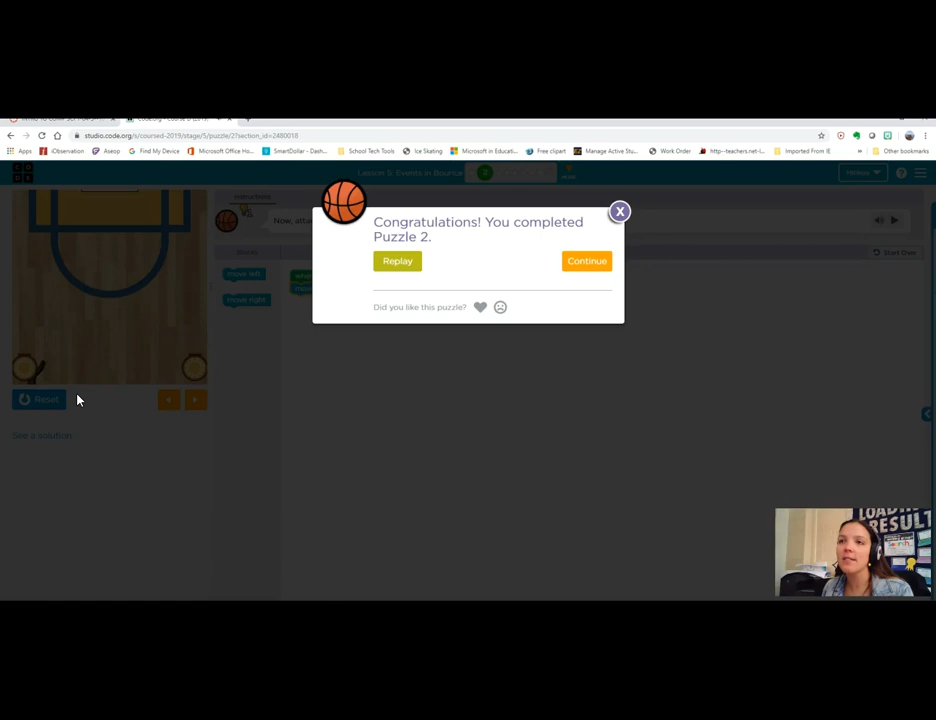 studio.code.org/s/coursed-2019/stage/5/puzzle/2?section_id=2480018
Apps iObservation Aesop Find My Device Microsoft Office Ho... SmartDollar - Dash... School Tech Tools Ice Skating Microsoft in Educati... Free clipart Manage Active Stu... Work Order http--teachers.net-l... Imported From IE » Other bookmarks
Lesson 5: Events in Bounce 2
Instructions
Now,
Start Over
move left
move right
Congratulations! You completed
Puzzle 2.
Replay Continue
Did you like this puzzle?
X
Reset
See a solution
RESULT